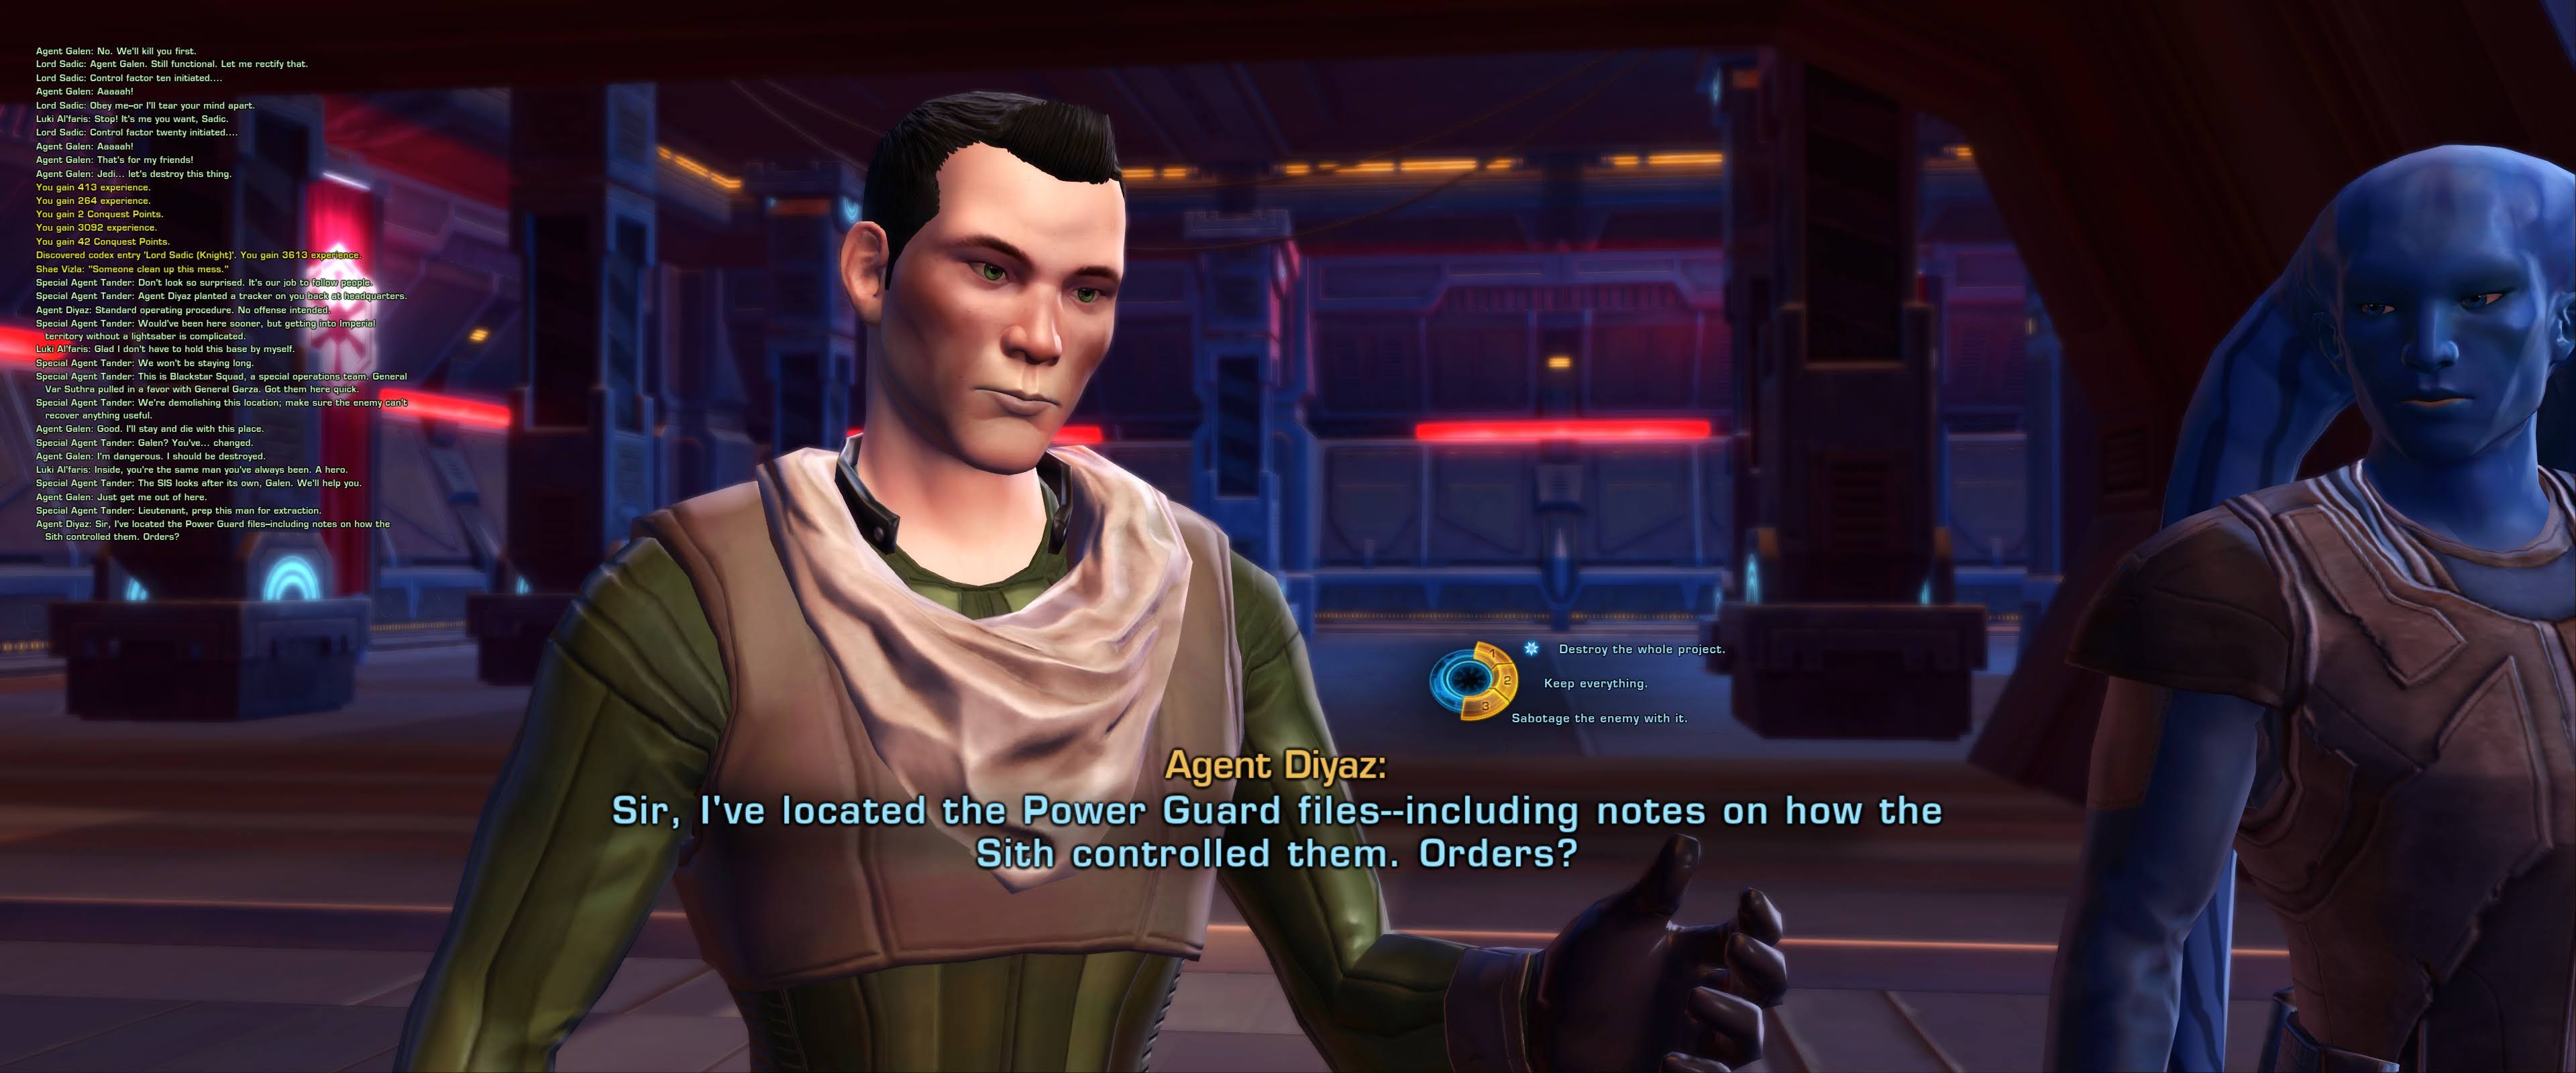 Agent Galen: No. We'll kill you first.
Lord Sadic: Agent Galen. Still functional. Let me rectify that.
Lord Sadic: Control factor ten initiated....
Agent Galen: Aaaaah!
Lord Sadic: Obey me--or I'll tear your mind apart.
Luki Al'faris: Stop! It's me you want, Sadic.
Lord Sadic: Control factor twenty initiated....
Agent Galen: Aaaaah!
Agent Galen: That's for my friends!
Agent Galen: Jedi... let's destroy this thing.
You gain 413 experience.
You gain 264 experience.
You gain 2 Conquest Points.
You gain 3092 experience.
You gain 42 Conquest Points.
Discovered codex entry 'Lord Sadic (Knight)'. You gain 3613 experience.
Shae Vizla: "Someone clean up this mess."
Special Agent Tander: Don't look so surprised. It's our job to follow people.
Special Agent Tander: Agent Diyaz planted a tracker on you back at headquarters.
Agent Diyaz: Standard operating procedure. No offense intended.
Special Agent Tander: Would've been here sooner, but getting into Imperial
territory without a lightsaber is complicated.
Luki Al'faris: Glad I don't have to hold this base by myself.
Special Agent Tander: We won't be staying long.
Special Agent Tander: This is Blackstar Squad, a special operations team. General
Var Suthra pulled in a favor with General Garza. Got them here quick.
Special Agent Tander: We're demolishing this location; make sure the enemy can't
recover anything useful.
Agent Galen: Good. I'll stay and die with this place.
Special Agent Tander: Galen? You've... changed.
Agent Galen: I'm dangerous. I should be destroyed.
Luki Al'faris: Inside, you're the same man you've always been. A hero.
Special Agent Tander: The SIS looks after its own, Galen. We'll help you.
Agent Galen: Just get me out of here.
Special Agent Tander: Lieutenant, prep this man for extraction.
Agent Diyaz: Sir, I've located the Power Guard files--including notes on how the
Sith controlled them. Orders?
1 Destroy the whole project.
2 Keep everything.
3 Sabotage the enemy with it.
Agent Diyaz:
Sir, I've located the Power Guard files--including notes on how the
Sith controlled them. Orders?